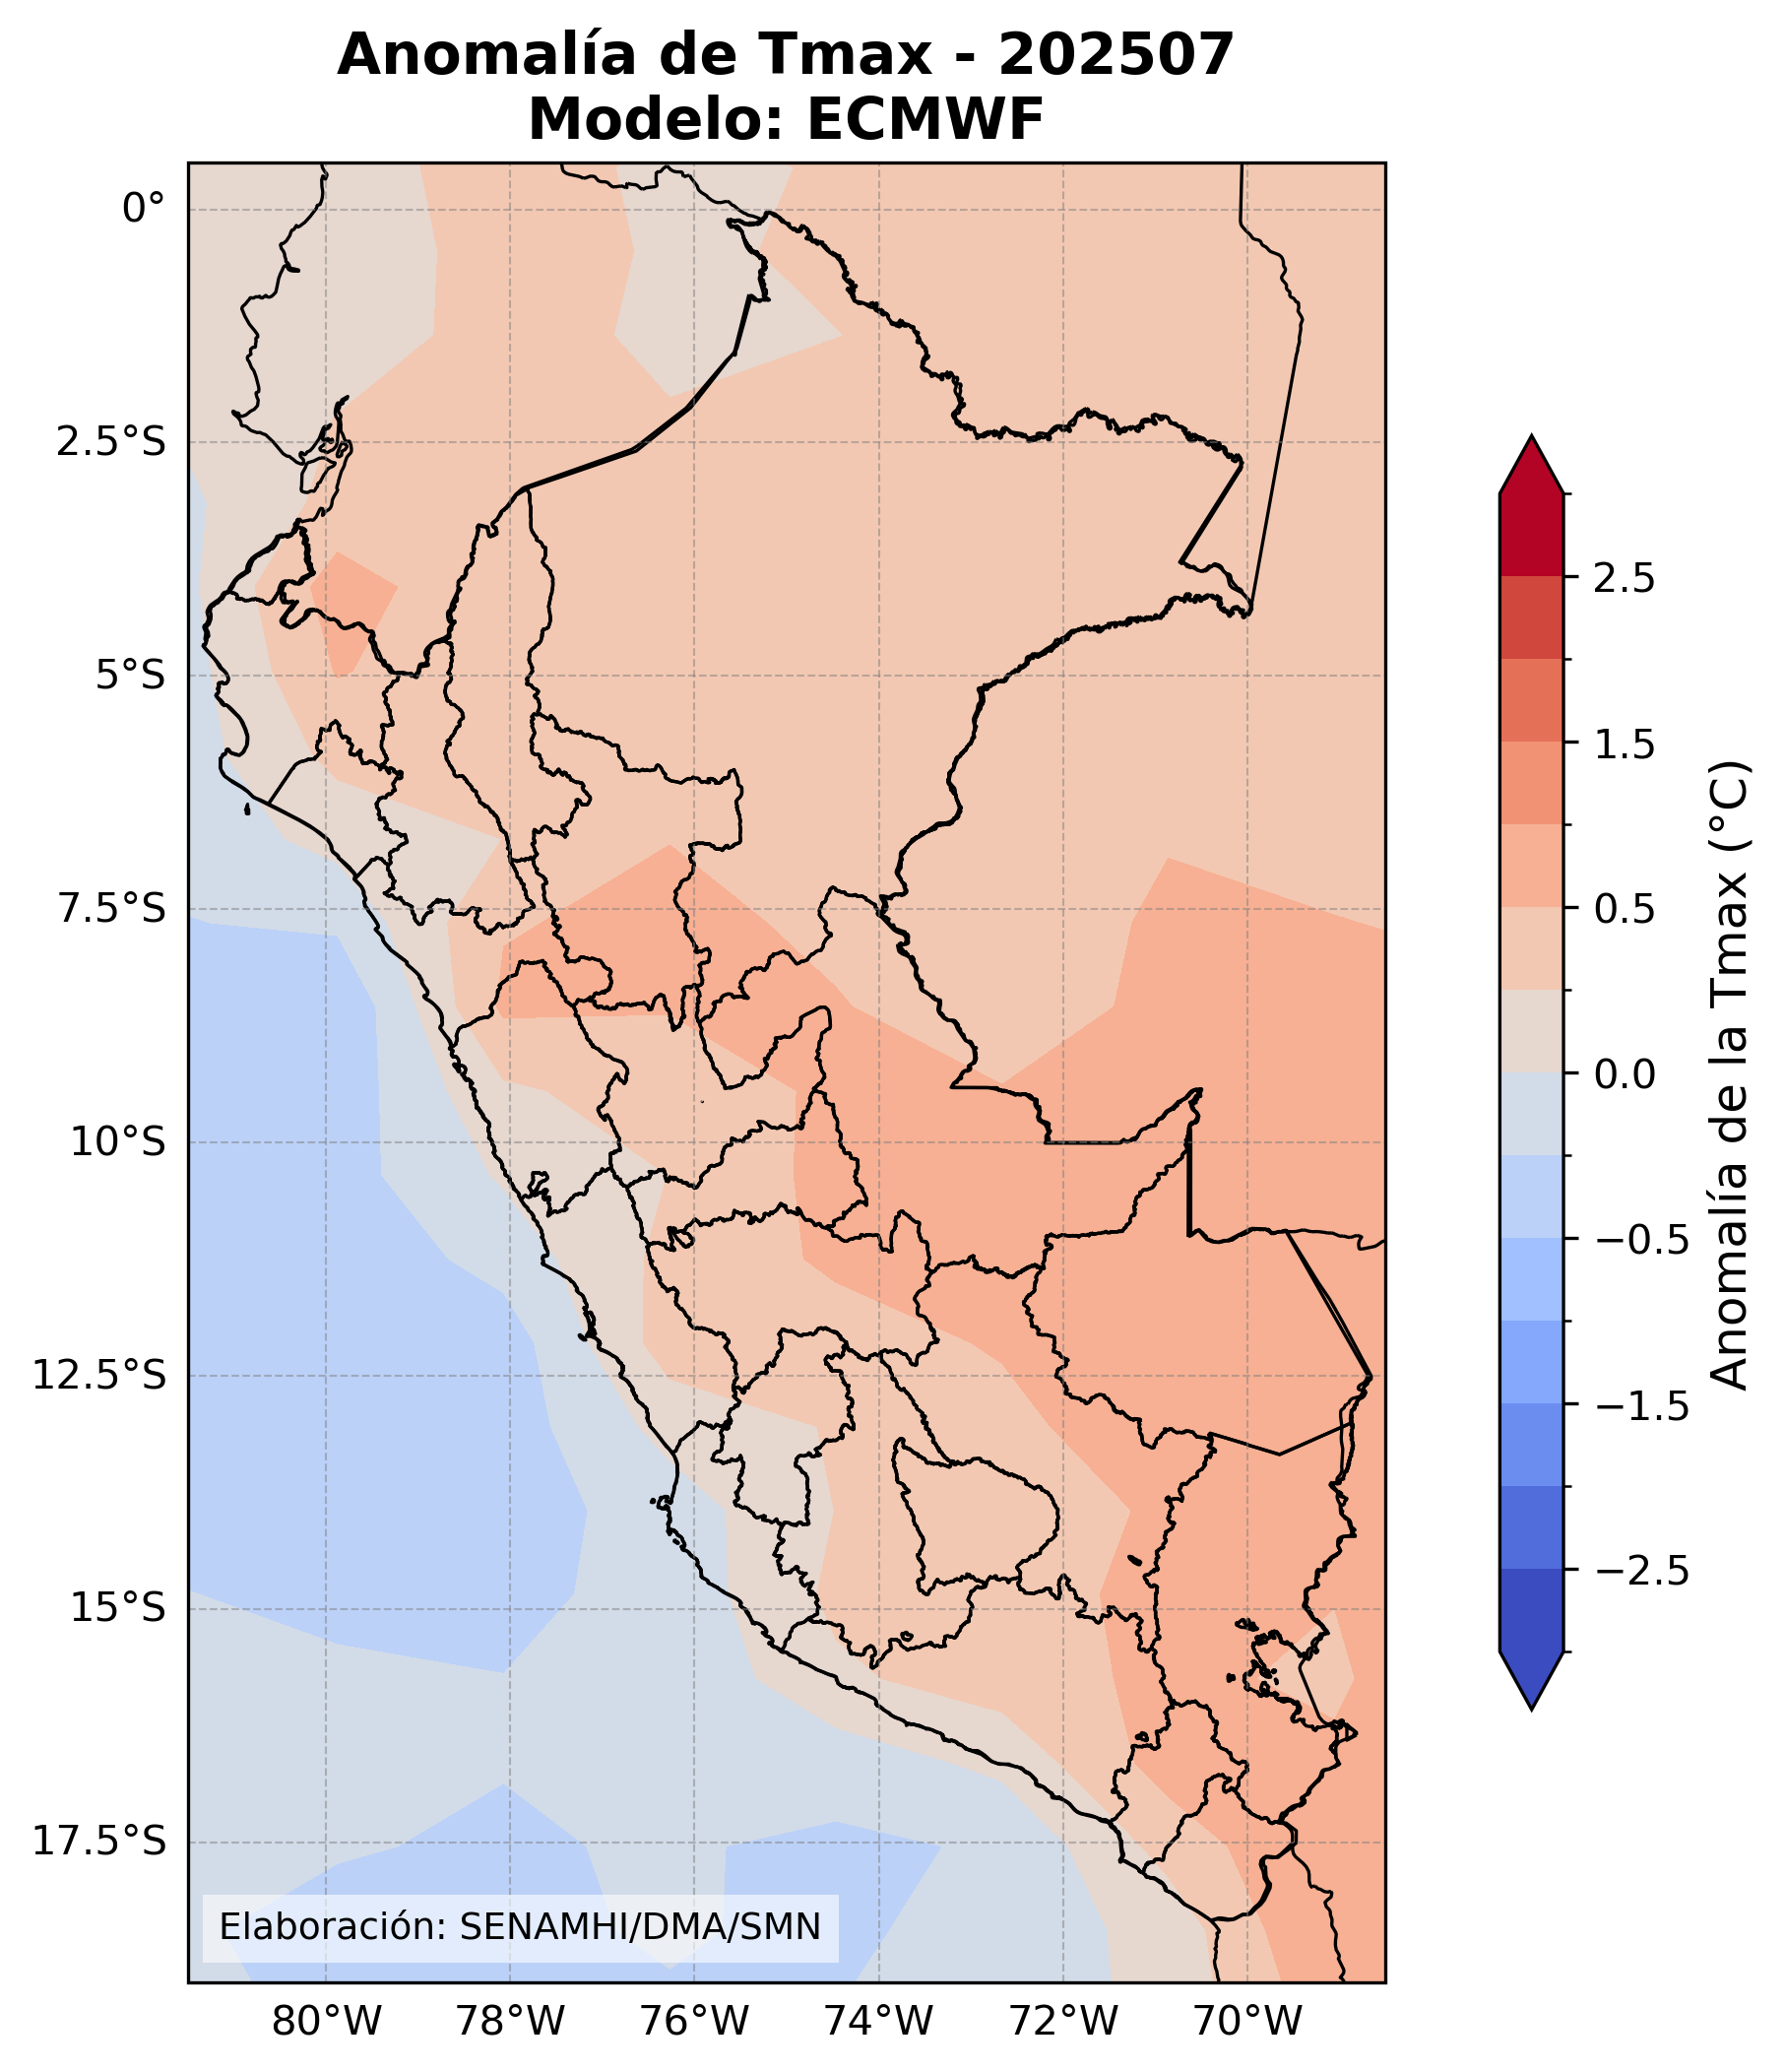 Anomalía de Tmax - 202507
Modelo: ECMWF
0°
2.5°S
5°S
7.5°S
10°S
12.5°S
15°S
17.5°S
80°W
78°W
76°W
74°W
72°W
70°W
Elaboración: SENAMHI/DMA/SMN
2.5
1.5
0.5
0.0
−0.5
−1.5
−2.5
Anomalía de la Tmax (°C)